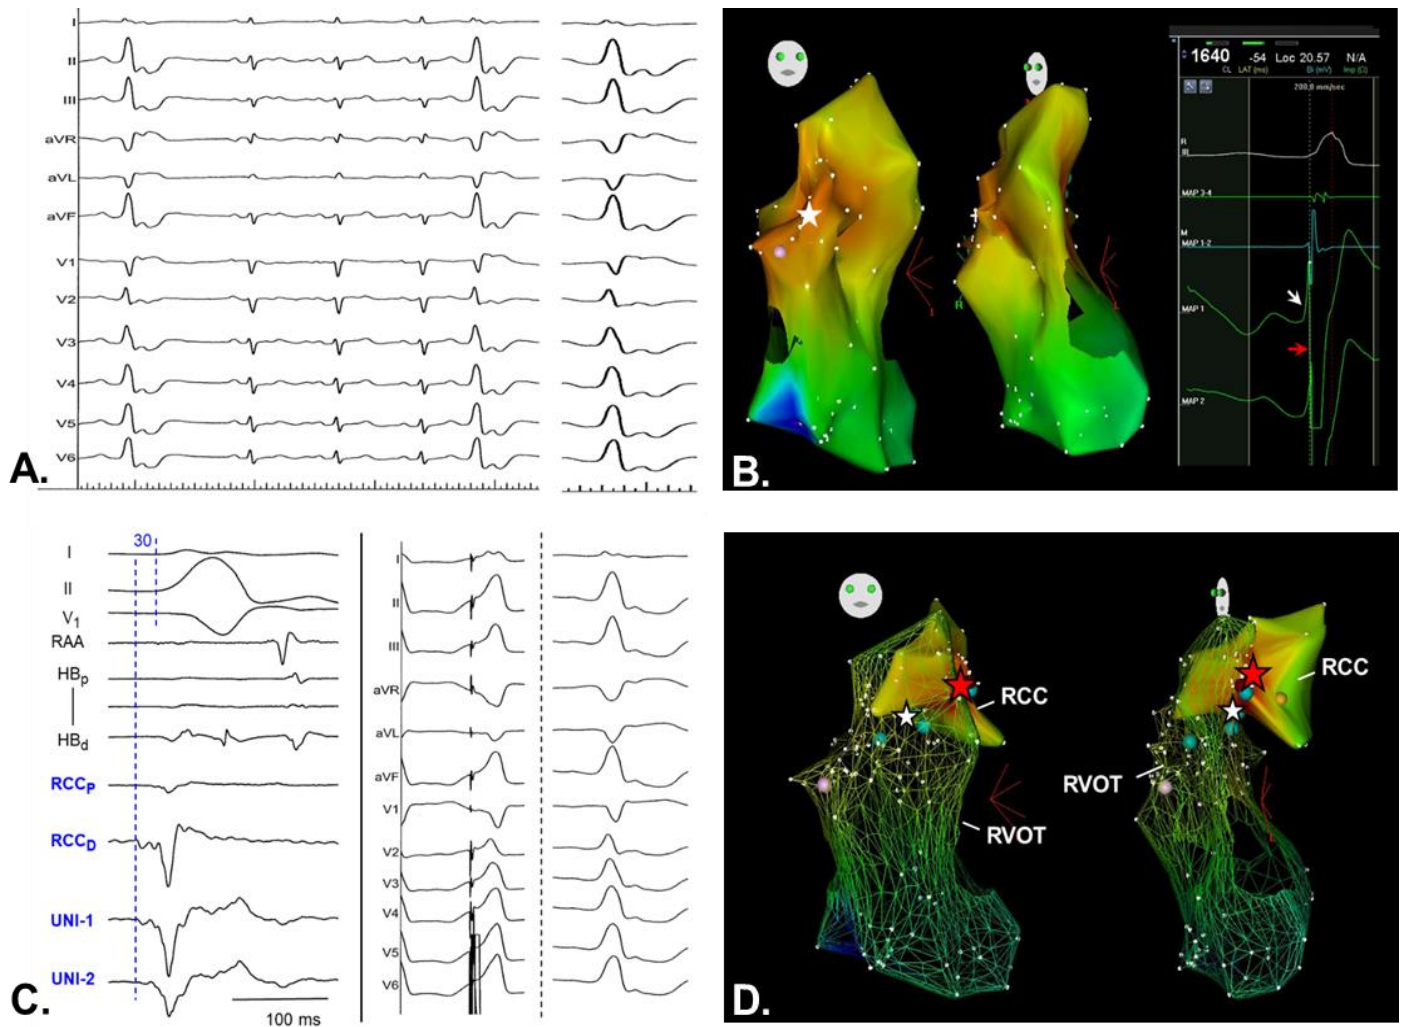 I
II
III
aVR
aVL
aVF
V1
V2
V3
V4
V5
V6
A.
1640 -54 Loc 20.57 N/A
CL LAT (ms) Bi (mV) Imp (Ω)
200.0 mm/sec
R
III
MAP 3-4
M
MAP 1-2
MAP 1
MAP 2
R
B.
30
I
II
V1
RAA
HBp
HBd
RCCP
RCCD
UNI-1
UNI-2
100 ms
I
II
III
aVR
aVL
aVF
V1
V2
V3
V4
V5
V6
C.
RCC
RVOT
RCC
RVOT
D.